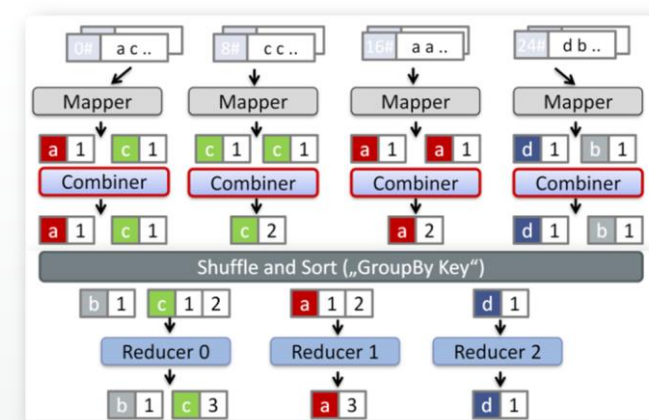 0# a c .. 8# c c .. 16# a a .. 24# d b ..
Mapper Mapper Mapper Mapper
a 1 c 1 c 1 c 1 a 1 a 1 d 1 b 1
Combiner Combiner Combiner Combiner
a 1 c 1 c 2 a 2 d 1 b 1
Shuffle and Sort („GroupBy Key“)
b 1 c 1 2 a 1 2 d 1
Reducer 0 Reducer 1 Reducer 2
b 1 c 3 a 3 d 1